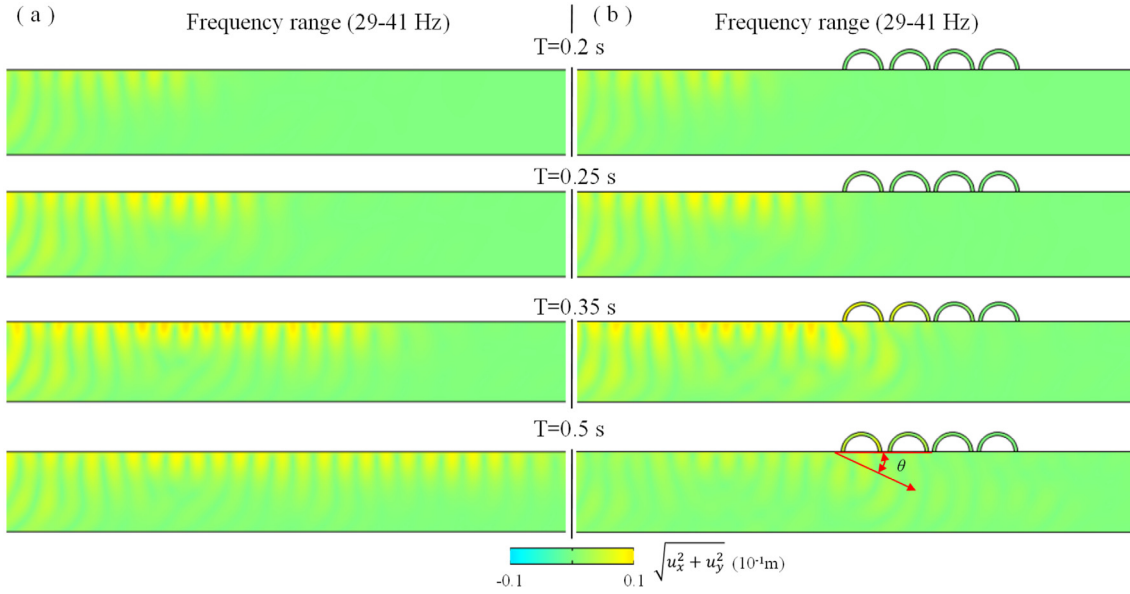 ( a )
Frequency range (29-41 Hz)
( b )
Frequency range (29-41 Hz)
T=0.2 s
T=0.25 s
T=0.35 s
T=0.5 s
θ
-0.1
0.1
√(u_x^2 + u_y^2) (10⁻¹m)